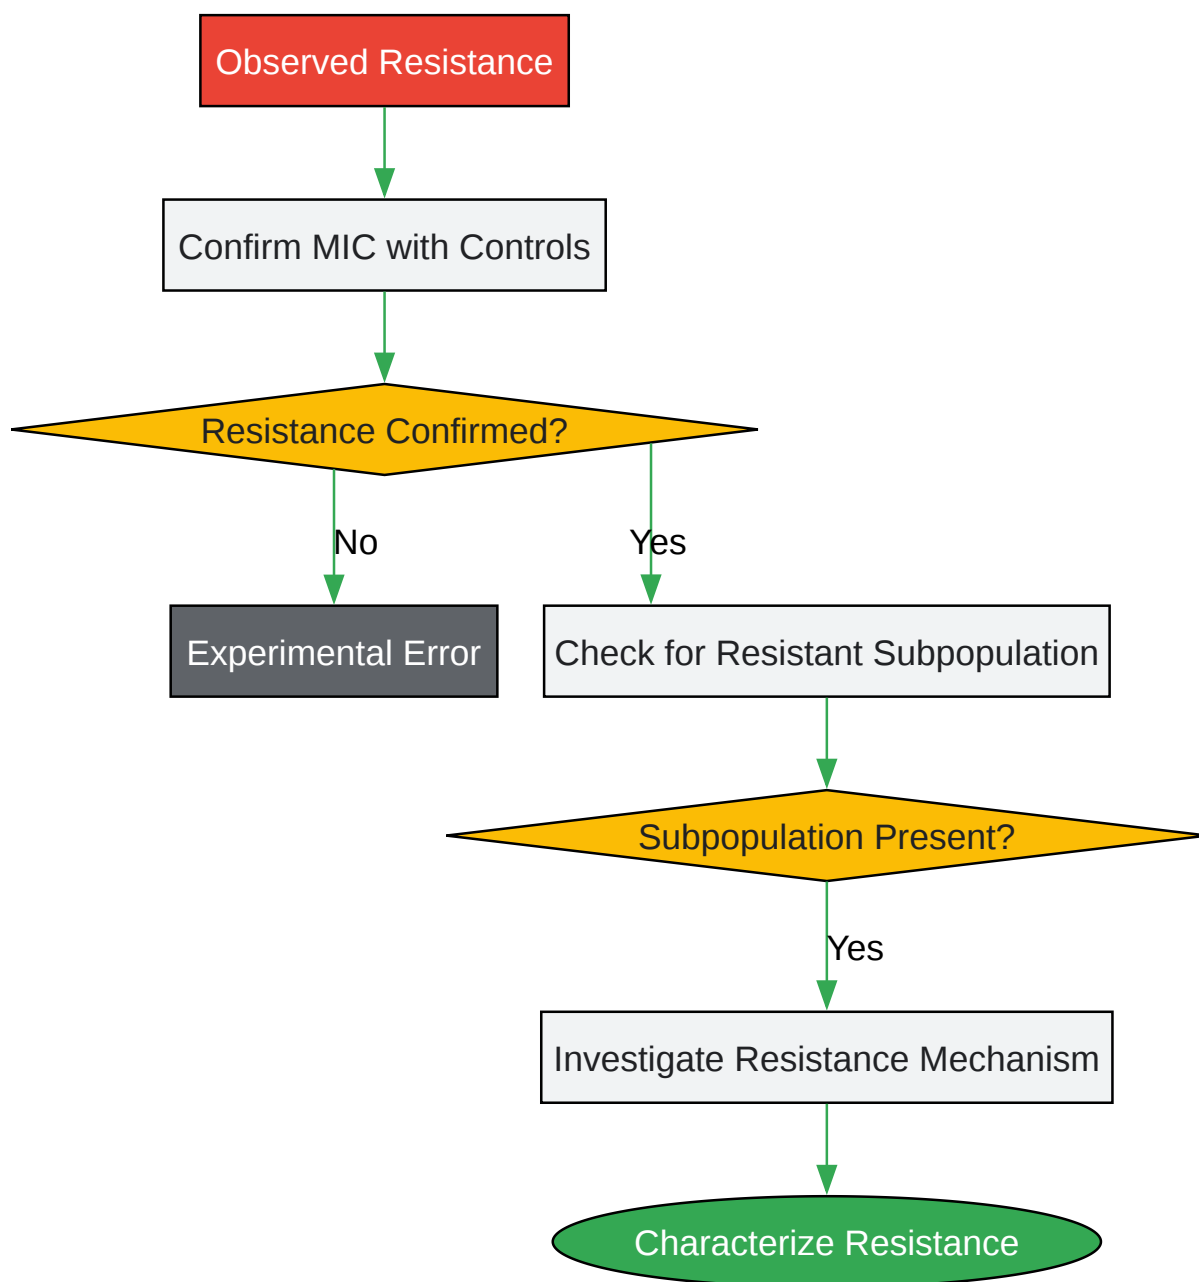 Observed Resistance
Confirm MIC with Controls
Resistance Confirmed?
No
Yes
Experimental Error
Check for Resistant Subpopulation
Subpopulation Present?
Yes
Investigate Resistance Mechanism
Characterize Resistance